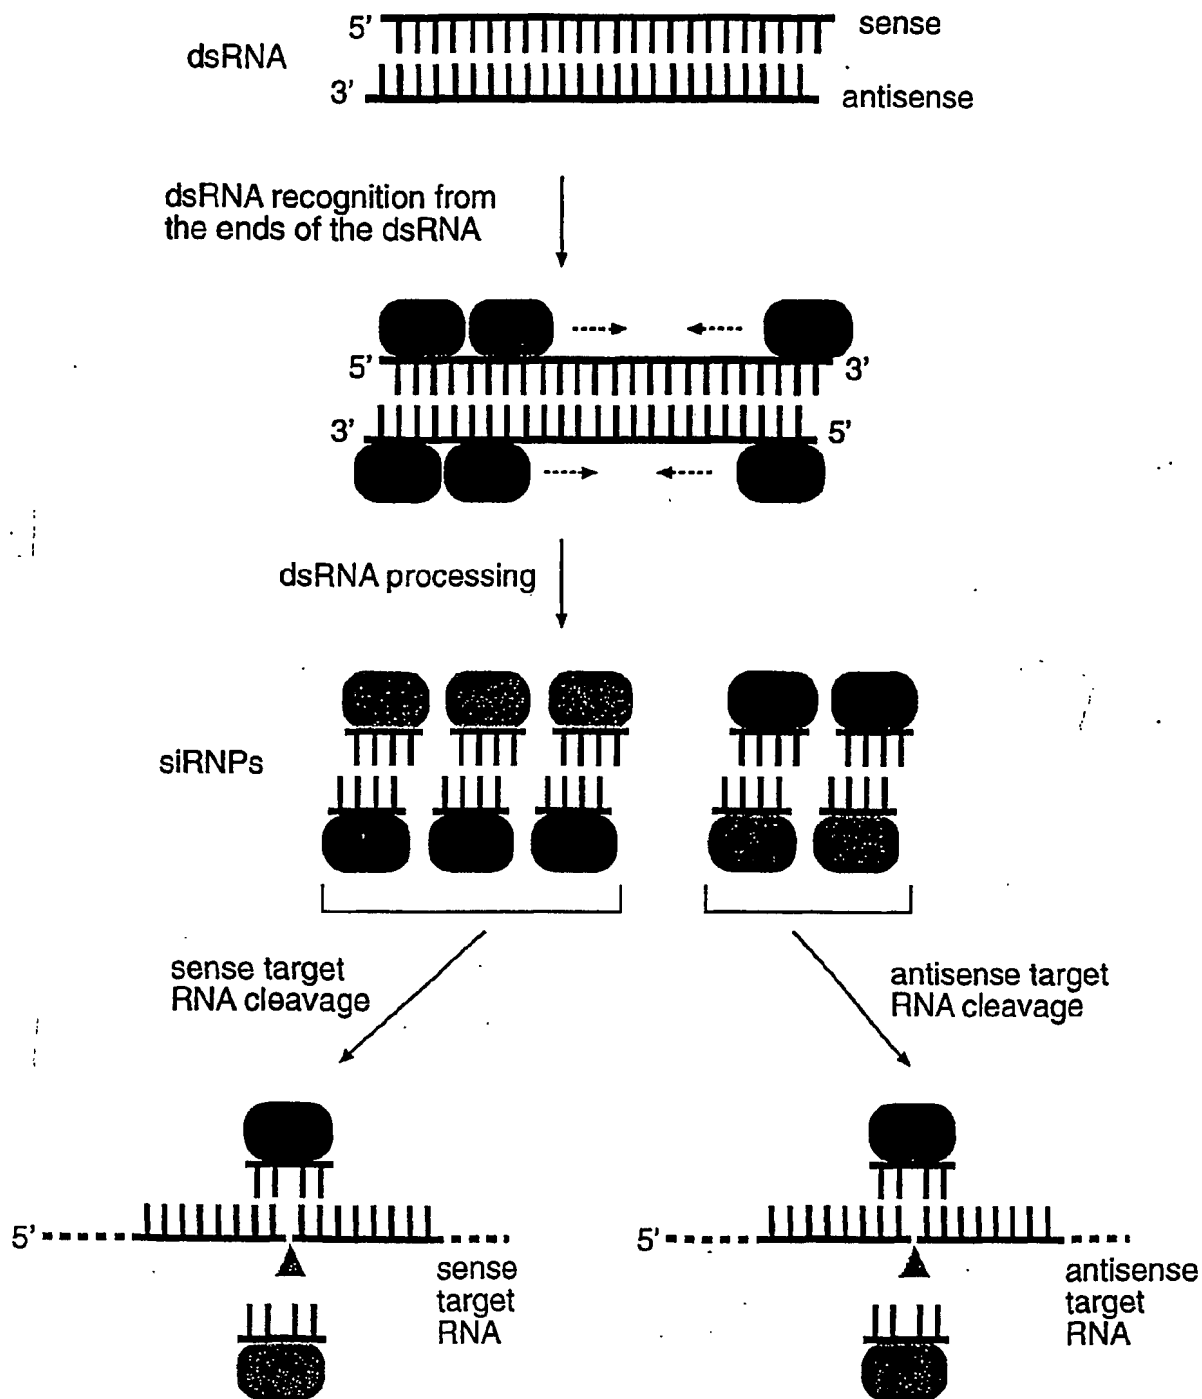 5' sense
dsRNA
3' antisense
dsRNA recognition from
the ends of the dsRNA
5' 3'
3' 5'
dsRNA processing
siRNPs
sense target
RNA cleavage
antisense target
RNA cleavage
5'
sense
target
RNA
5'
antisense
target
RNA